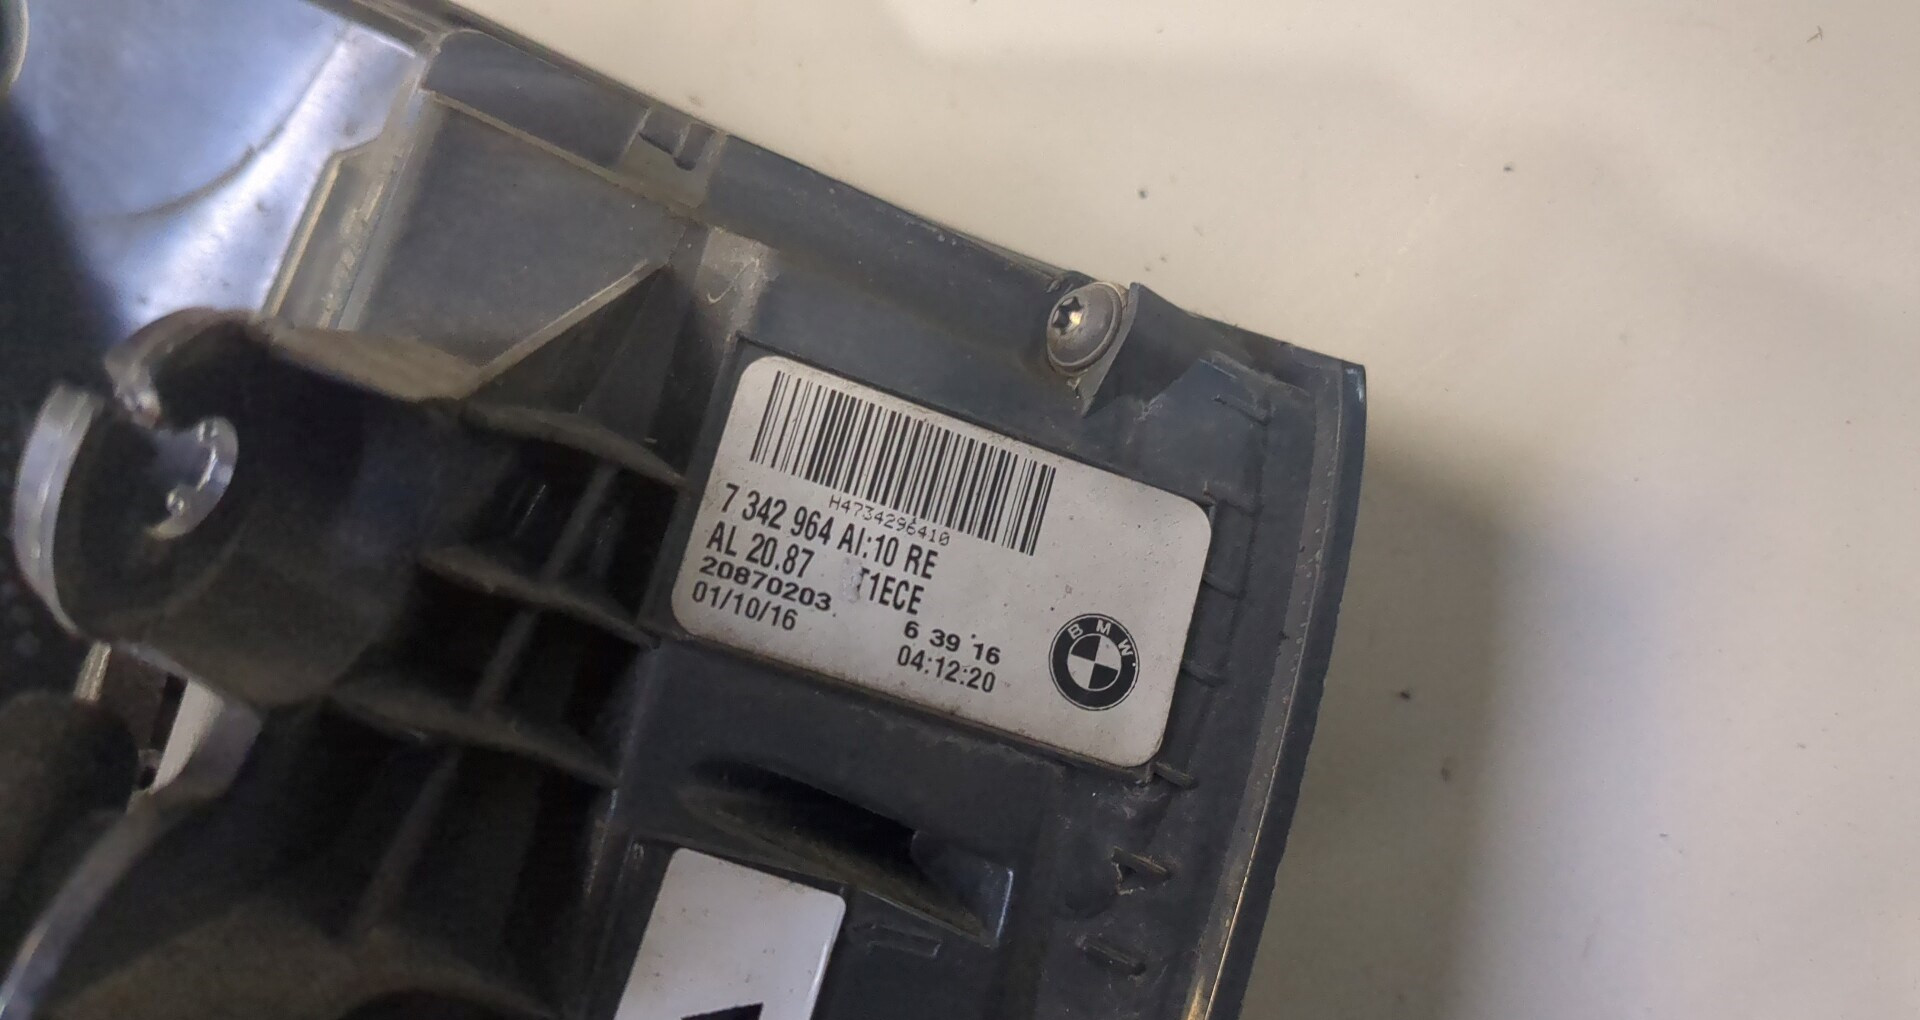 H4734296410
7 342 964 AI:10 RE
AL 20.87 T1ECE
20870203
01/10/16
6 39 16
04:12:20
BMW